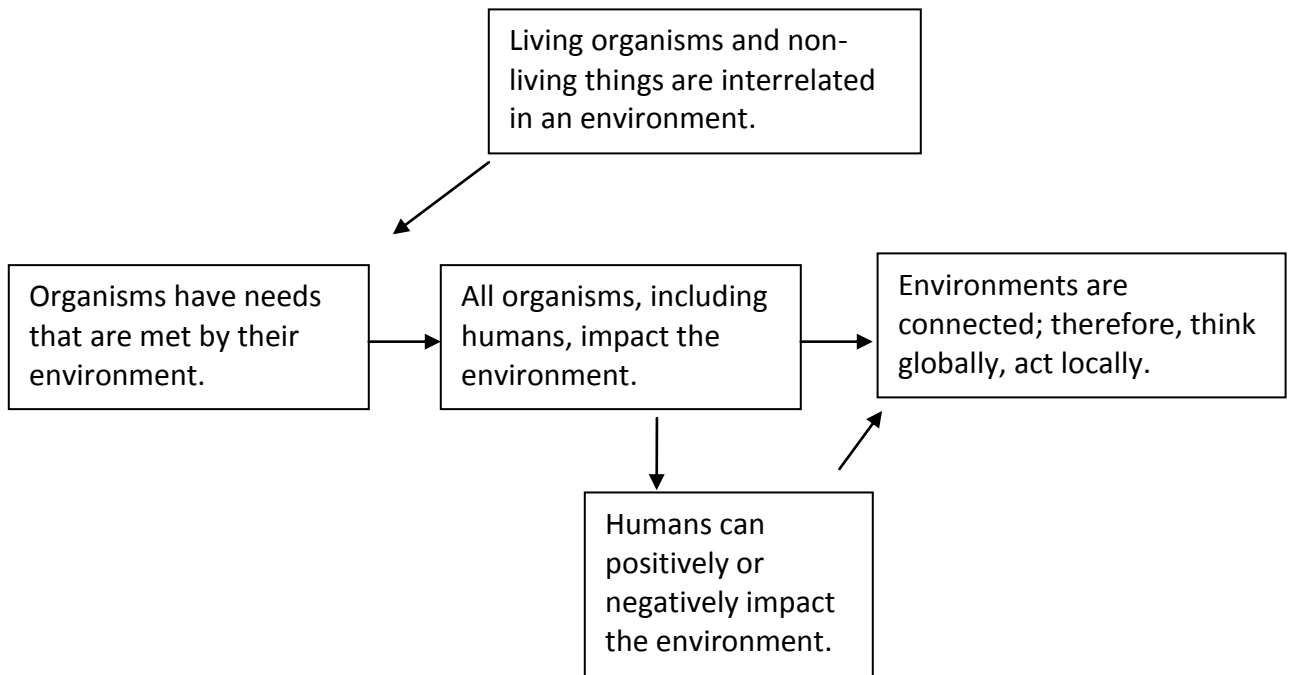 Living organisms and non-
living things are interrelated
in an environment.
Organisms have needs
that are met by their
environment.
All organisms, including
humans, impact the
environment.
Environments are
connected; therefore, think
globally, act locally.
Humans can
positively or
negatively impact
the environment.